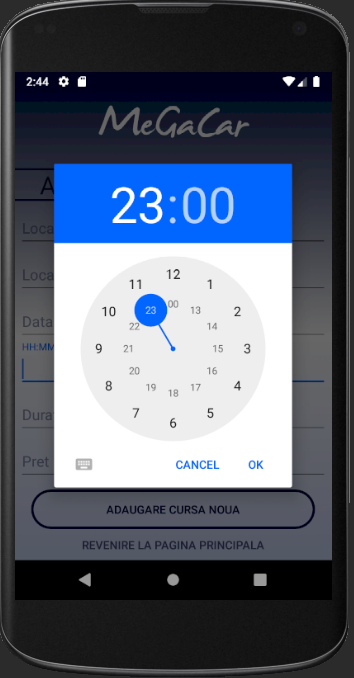 2:44
MeGaCar
A
23:00
Loca
Loca
Data
HH:MM
Dura
Pret
12
11
1
00
23
13
10
2
22
14
9
21
15
3
20
16
8
4
19
17
18
7
5
6
CANCEL
OK
ADAUGARE CURSA NOUA
REVENIRE LA PAGINA PRINCIPALA